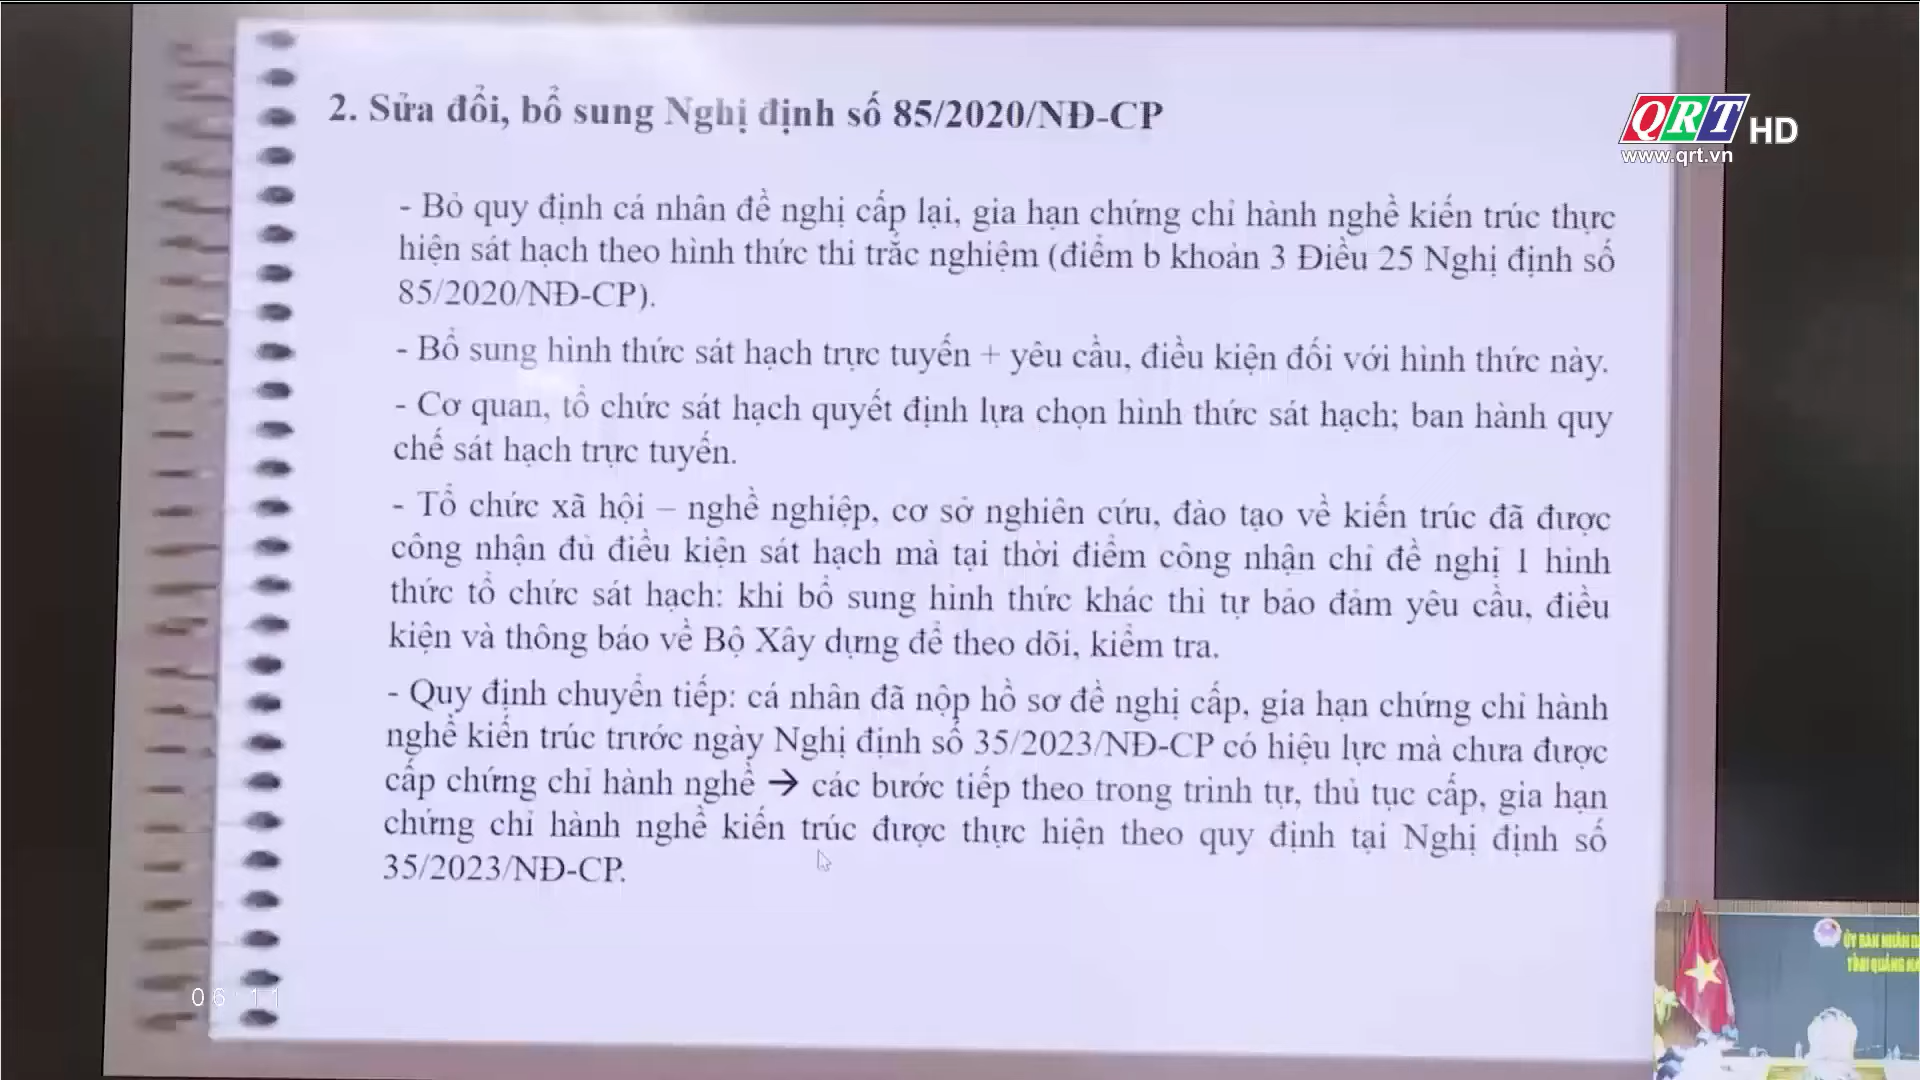 2. Sửa đổi, bổ sung Nghị định số 85/2020/NĐ-CP
QRT HD
www.qrt.vn
- Bỏ quy định cá nhân đề nghị cấp lại, gia hạn chứng chỉ hành nghề kiến trúc thực
hiện sát hạch theo hình thức thi trắc nghiệm (điểm b khoản 3 Điều 25 Nghị định số
85/2020/NĐ-CP).
- Bổ sung hình thức sát hạch trực tuyến + yêu cầu, điều kiện đối với hình thức này.
- Cơ quan, tổ chức sát hạch quyết định lựa chọn hình thức sát hạch; ban hành quy
chế sát hạch trực tuyến.
- Tổ chức xã hội – nghề nghiệp, cơ sở nghiên cứu, đào tạo về kiến trúc đã được
công nhận đủ điều kiện sát hạch mà tại thời điểm công nhận chỉ đề nghị 1 hình
thức tổ chức sát hạch: khi bổ sung hình thức khác thì tự bảo đảm yêu cầu, điều
kiện và thông báo về Bộ Xây dựng để theo dõi, kiểm tra.
- Quy định chuyển tiếp: cá nhân đã nộp hồ sơ đề nghị cấp, gia hạn chứng chỉ hành
nghề kiến trúc trước ngày Nghị định số 35/2023/NĐ-CP có hiệu lực mà chưa được
cấp chứng chỉ hành nghề → các bước tiếp theo trong trình tự, thủ tục cấp, gia hạn
chứng chỉ hành nghề kiến trúc được thực hiện theo quy định tại Nghị định số
35/2023/NĐ-CP.
06:11
ỦY BAN NHÂN D
TỈNH QUẢNG NA